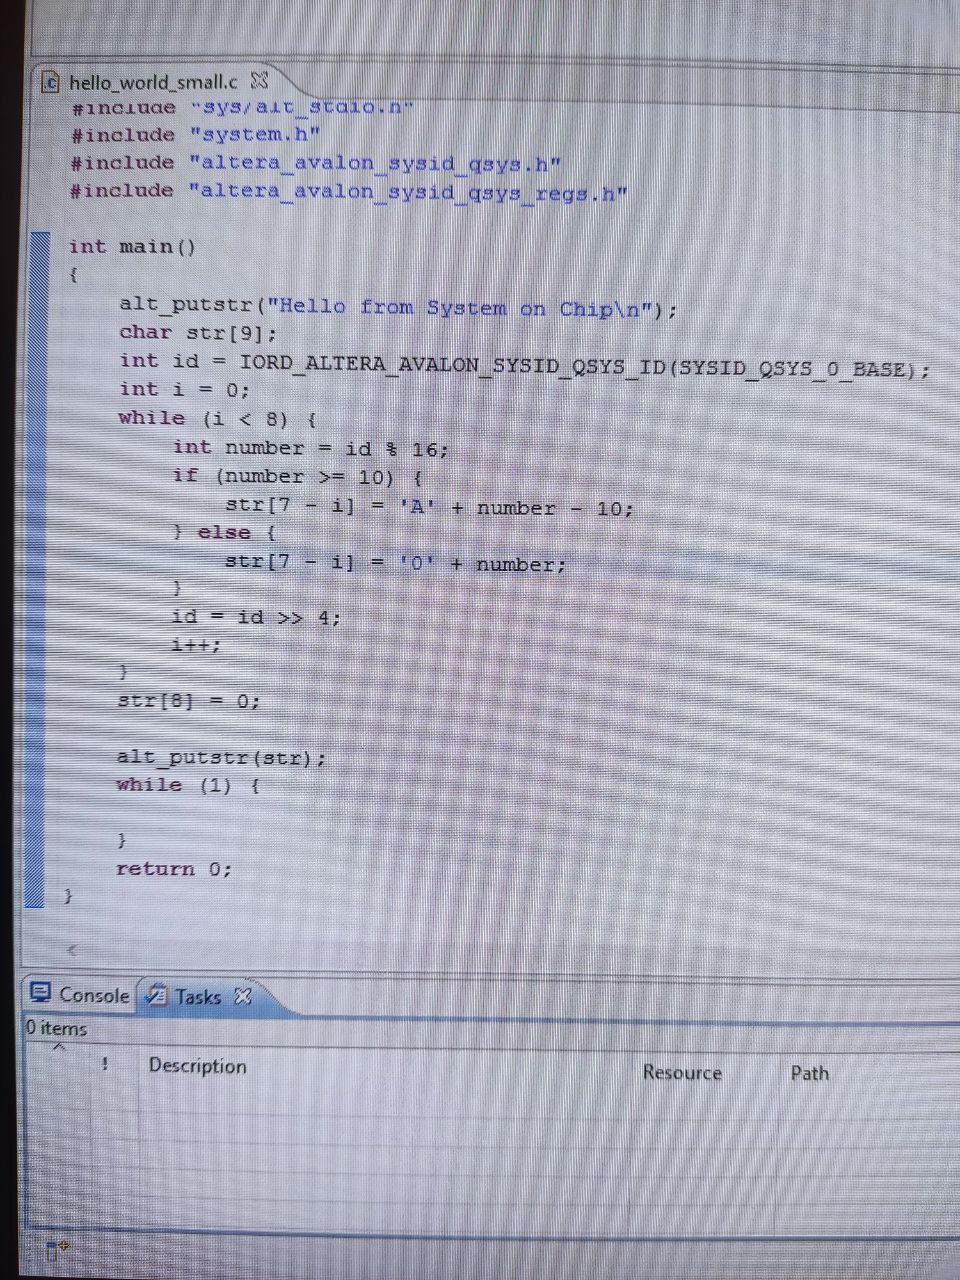 hello_world_small.c
#include "sys/alt_stdio.h"
#include "system.h"
#include "altera_avalon_sysid_qsys.h"
#include "altera_avalon_sysid_qsys_regs.h"
int main()
{
alt_putstr("Hello from System on Chip\n");
char str[9];
int id = IORD_ALTERA_AVALON_SYSID_QSYS_ID(SYSID_QSYS_0_BASE);
int i = 0;
while (i < 8) {
int number = id % 16;
if (number >= 10) {
str[7 - i] = 'A' + number - 10;
} else {
str[7 - i] = '0' + number;
}
id = id >> 4;
i++;
}
str[8] = 0;
alt_putstr(str);
while (1) {
}
return 0;
}
Console Tasks
0 items
! Description Resource Path